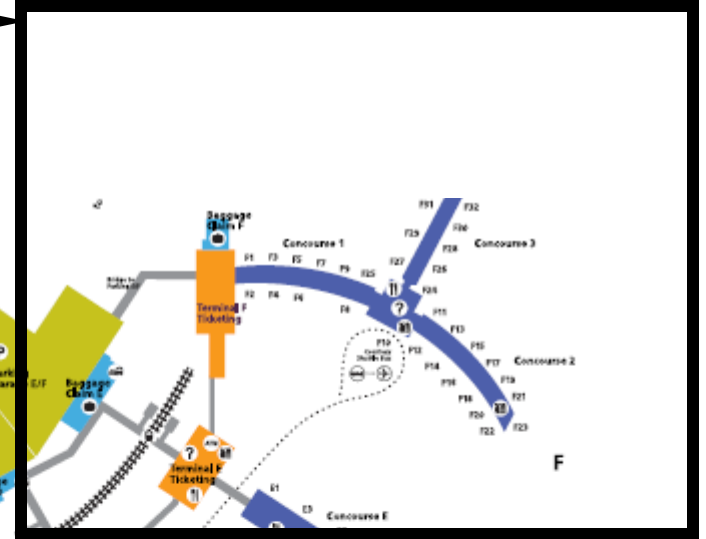 F31
F32
Baggage
Claim F
F29
F30
Concourse 1
F28
Concourse 3
F1
F3
F5
F7
F9
F25
F27
F26
F2
F4
F6
F8
F24
F11
Terminal F
Ticketing
F13
F10
F12
F15
F14
F17
Concourse 2
F16
F19
Baggage
Claim E
F18
F21
F20
F22
F23
?
?
Terminal E
Ticketing
F
E1
E3
Concourse E